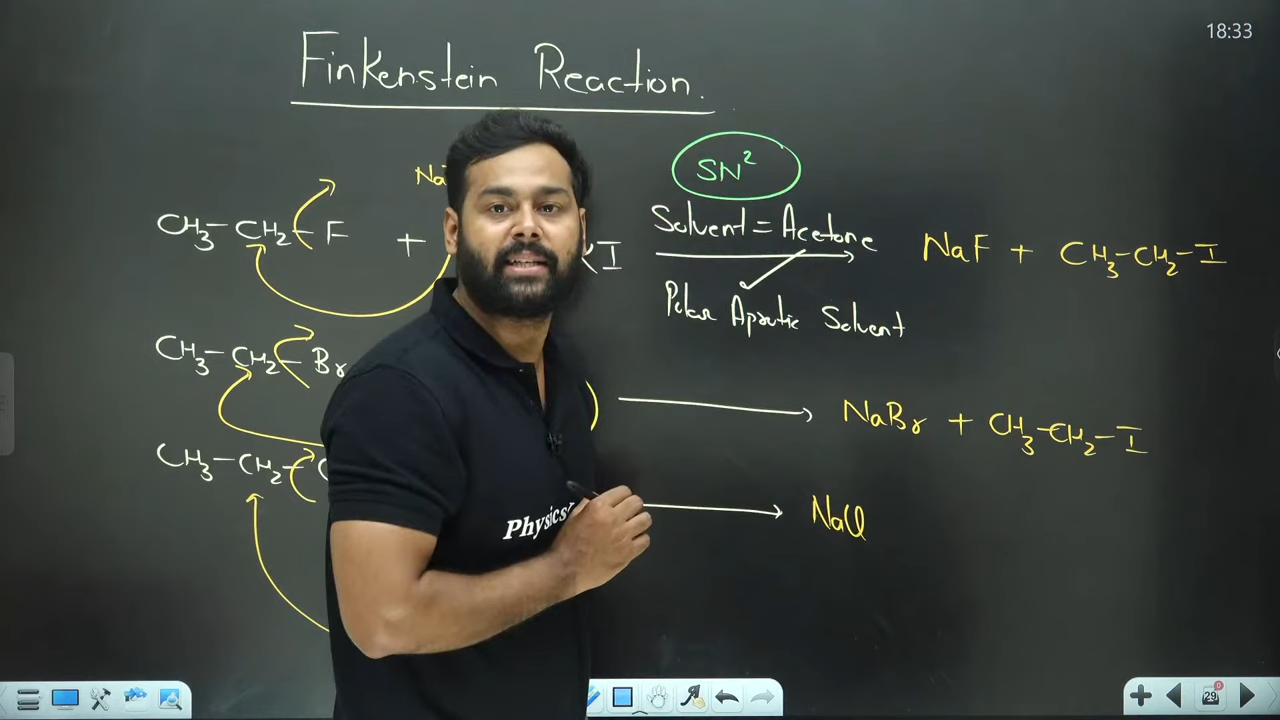 18:33
Finkenstein Reaction.
SN²
Na
CH₃-CH₂-F + I Solvent = Acetone NaF + CH₃-CH₂-I
Polar Aprotic Solvent
CH₃-CH₂-Br NaBr + CH₃-CH₂-I
CH₃-CH₂- NaCl
Physics
29